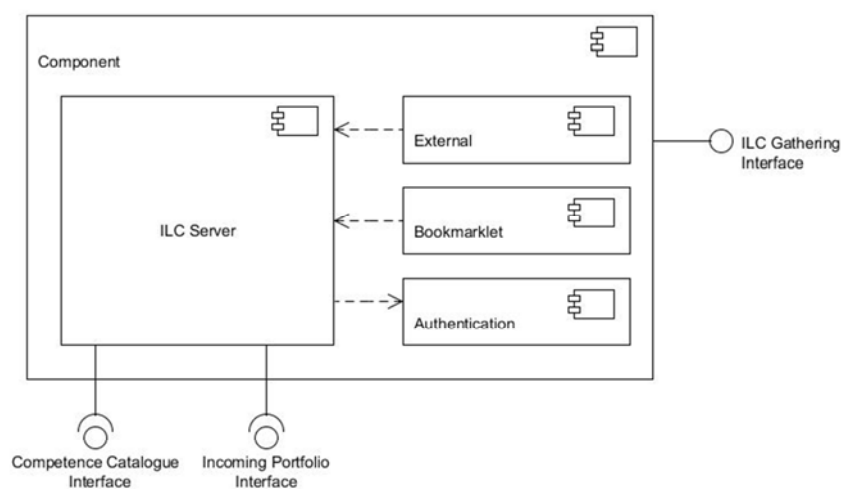 Component
External
ILC Gathering
Interface
ILC Server
Bookmarklet
Authentication
Competence Catalogue
Interface
Incoming Portfolio
Interface